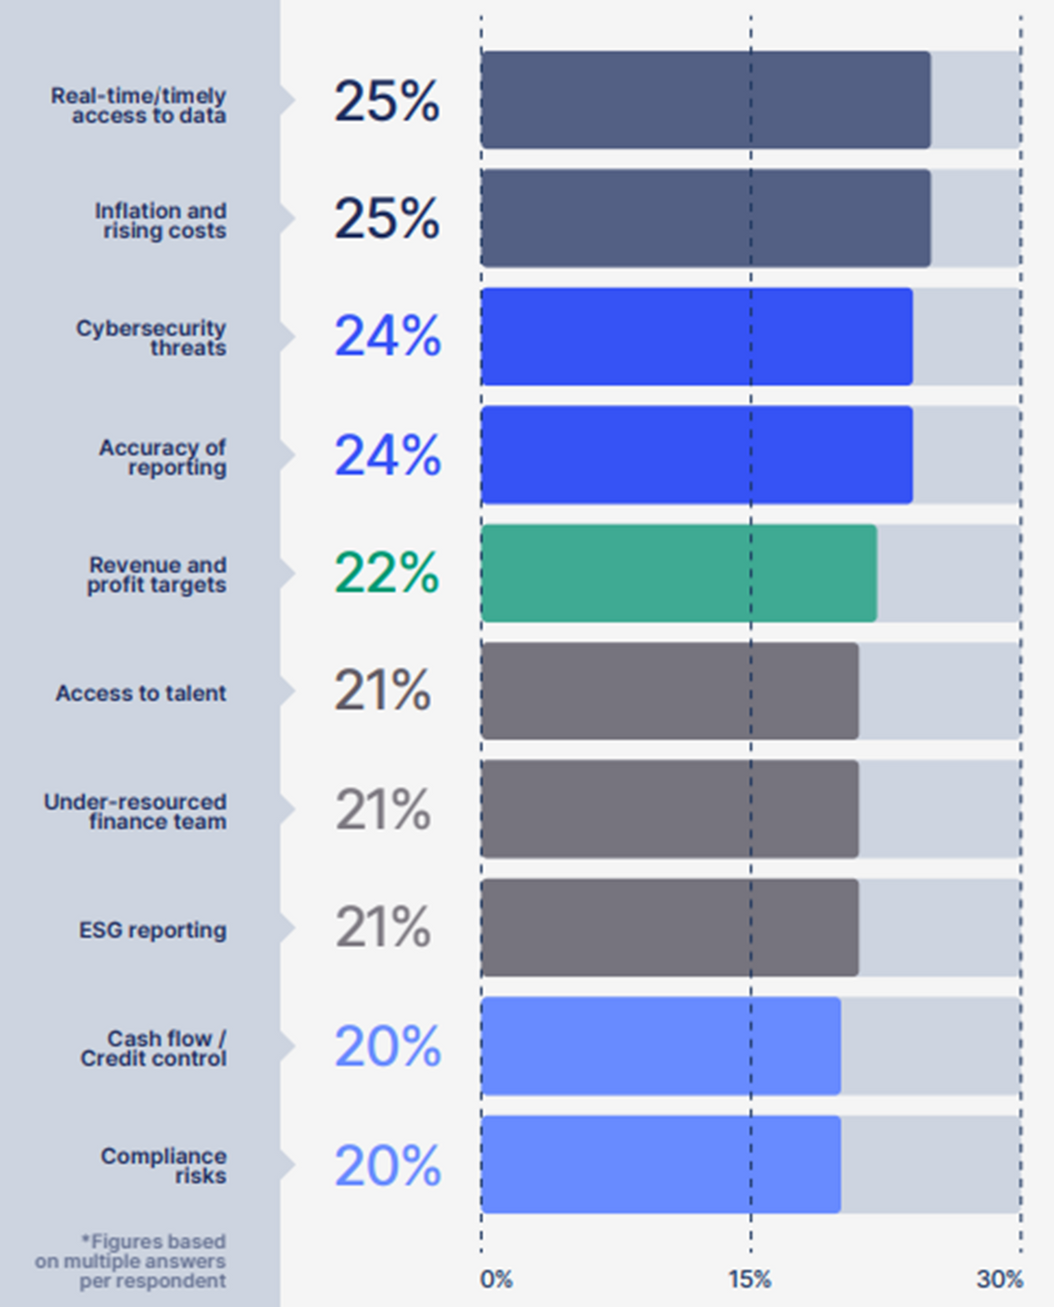 Real-time/timely
access to data
25%
Inflation and
rising costs
25%
Cybersecurity
threats
24%
Accuracy of
reporting
24%
Revenue and
profit targets
22%
Access to talent
21%
Under-resourced
finance team
21%
ESG reporting
21%
Cash flow /
Credit control
20%
Compliance
risks
20%
*Figures based
on multiple answers
per respondent
0% 15% 30%